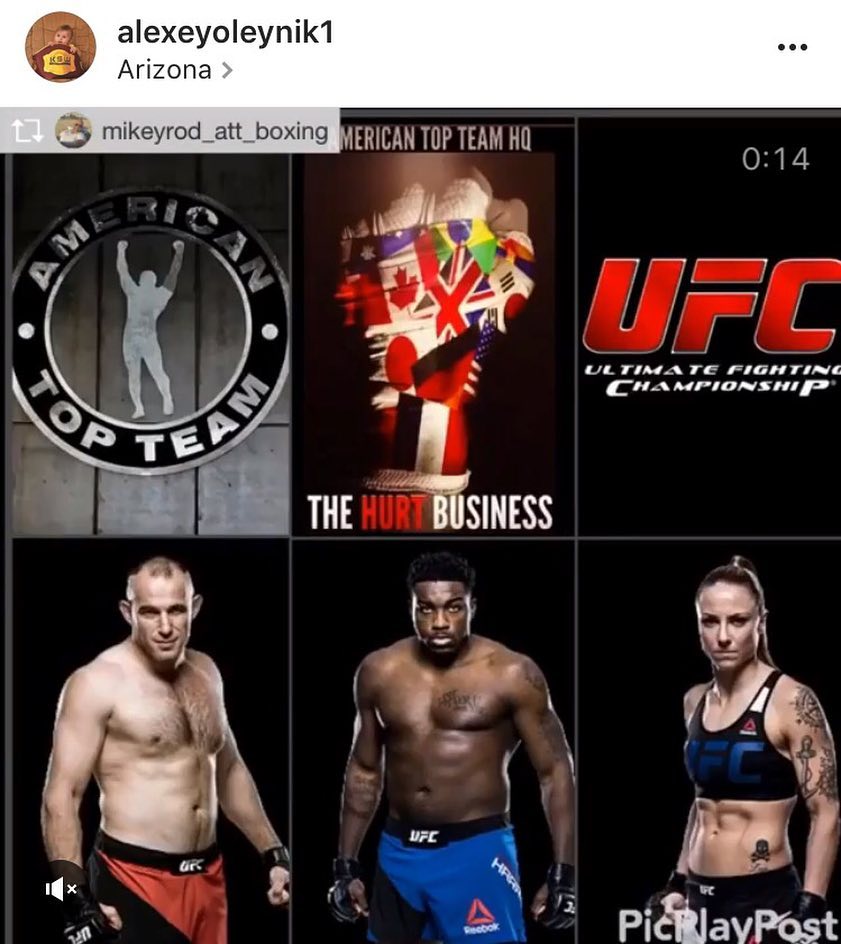 alexeyoleynik1
Arizona
mikeyrod_att_boxing
MERICAN TOP TEAM HQ
0:14
AMERICAN
TOP TEAM
UFC
ULTIMATE FIGHTING
CHAMPIONSHIP
THE HURT BUSINESS
UFC
UFC
UFC
UFC
Reebok
PicPlayPost